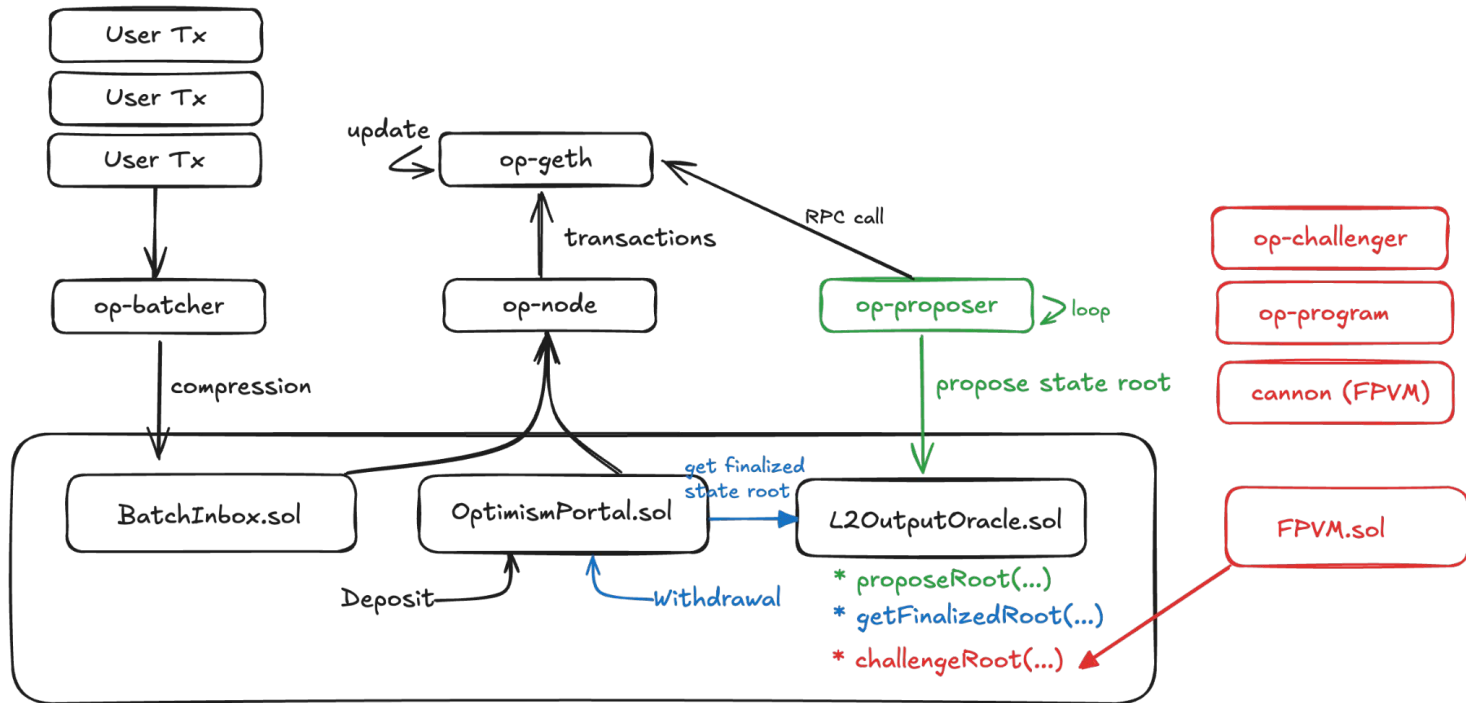 User Tx
User Tx
User Tx
update
op-geth
RPC call
transactions
op-challenger
op-batcher
op-node
op-proposer
loop
op-program
compression
propose state root
cannon (FPVM)
get finalized
state root
BatchInbox.sol
OptimismPortal.sol
L2OutputOracle.sol
FPVM.sol
Deposit
Withdrawal
* proposeRoot(...)
* getFinalizedRoot(...)
* challengeRoot(...)